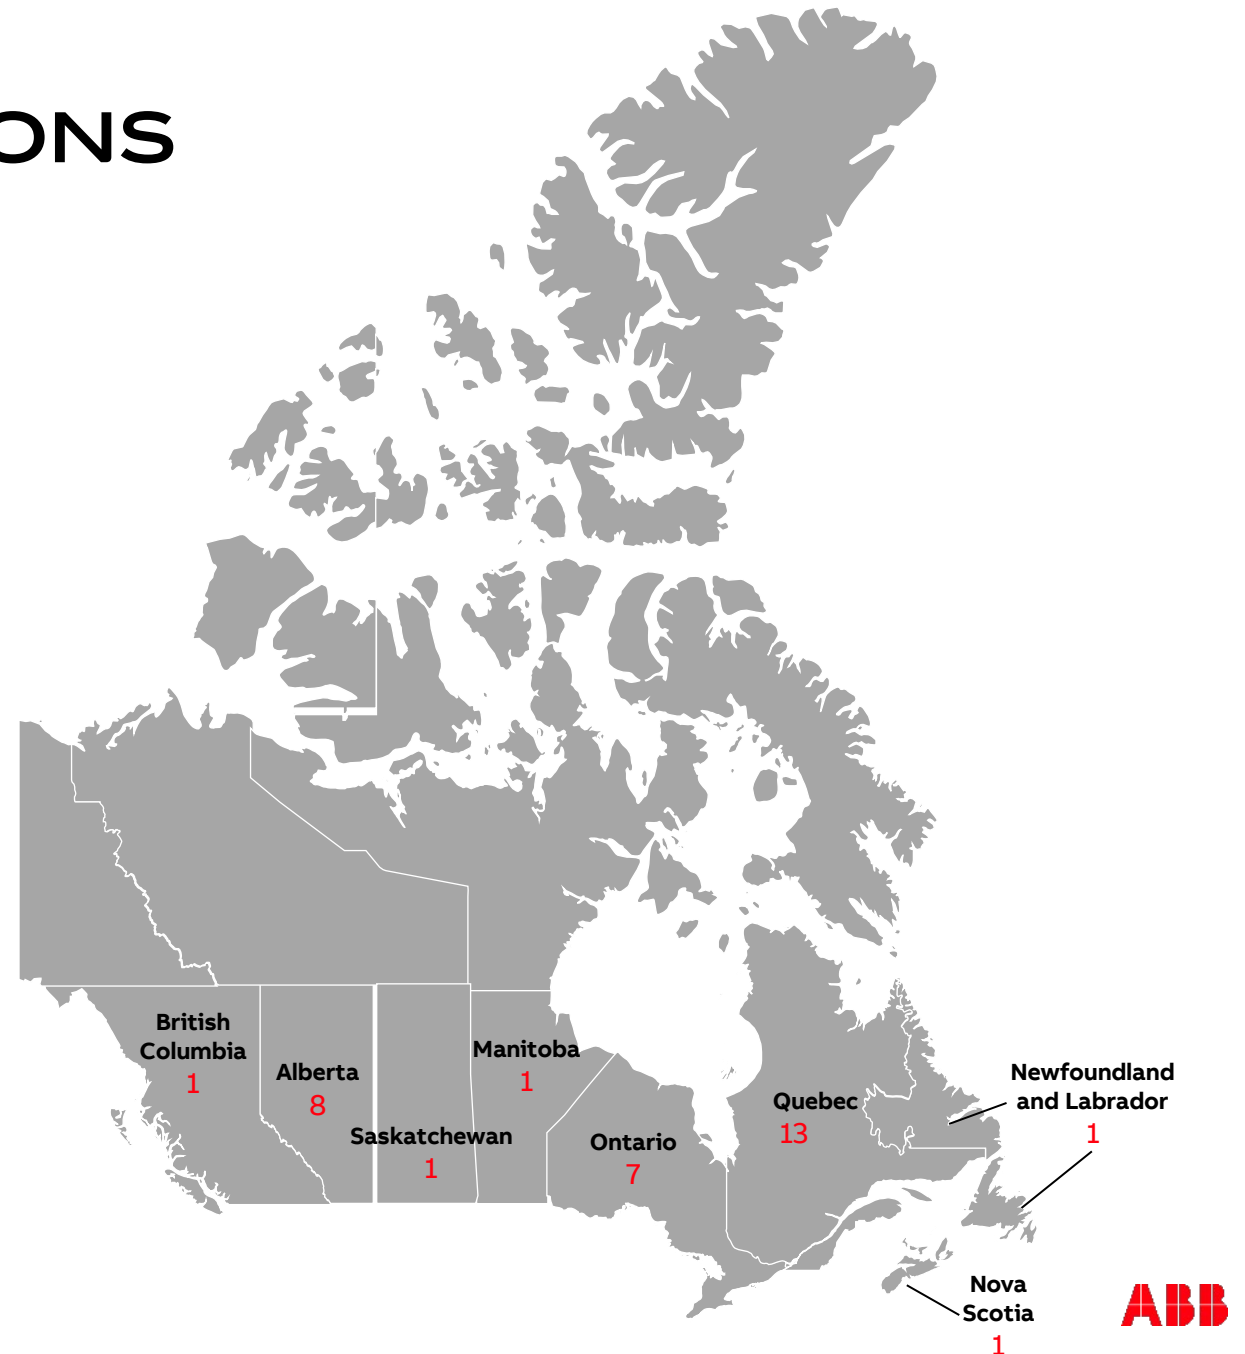 ONS
British
Columbia
1
Alberta
8
Saskatchewan
1
Manitoba
1
Ontario
7
Quebec
13
Newfoundland
and Labrador
1
Nova
Scotia
1
ABB